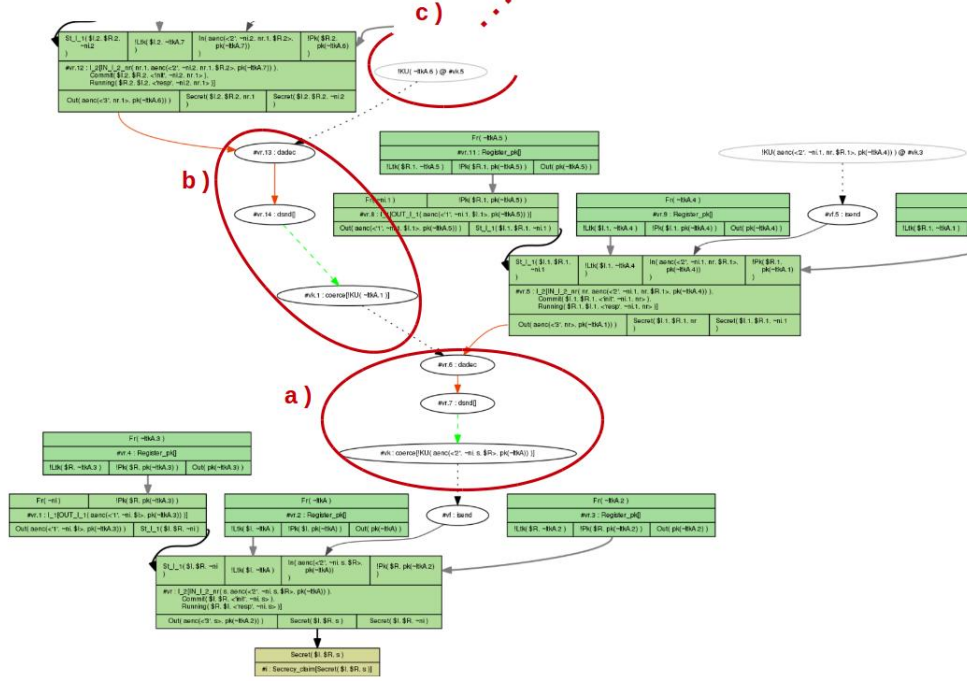 c)
St_I_1( $I.2, $R.2, ~ni.2 )
!Ltk( $I.2, ~ltkA.7 )
In( aenc(<'2', ~ni.2, nr.1, $R.2>, pk(~ltkA.7)) )
!Pk( $R.2, pk(~ltkA.6) )
#vr.12 : I_2[IN_I_2_nr( nr.1, aenc(<'2', ~ni.2, nr.1, $R.2>, pk(~ltkA.7)) ),
Commit( $I.2, $R.2, <'init', ~ni.2, nr.1> ),
Running( $R.2, $I.2, <'resp', ~ni.2, nr.1> )]
Out( aenc(<'3', nr.1>, pk(~ltkA.6)) )
Secret( $I.2, $R.2, nr.1 )
Secret( $I.2, $R.2, ~ni.2 )
!KU( ~ltkA.6 ) @ #vk.5
b)
#vr.13 : dadec
#vr.14 : dsnd[]
#vk.1 : coerce[!KU( ~ltkA.1 )]
Fr( ~ltkA.5 )
#vr.11 : Register_pk[]
!Ltk( $R.1, ~ltkA.5 )
!Pk( $R.1, pk(~ltkA.5) )
Out( pk(~ltkA.5) )
Fr( ~ni.1 )
!Pk( $R.1, pk(~ltkA.5) )
#vr.8 : I_1[OUT_I_1( aenc(<'1', ~ni.1, $I.1>, pk(~ltkA.5)) )]
Out( aenc(<'1', ~ni.1, $I.1>, pk(~ltkA.5)) )
St_I_1( $I.1, $R.1, ~ni.1 )
Fr( ~ltkA.4 )
#vr.9 : Register_pk[]
!Ltk( $I.1, ~ltkA.4 )
!Pk( $I.1, pk(~ltkA.4) )
Out( pk(~ltkA.4) )
!KU( aenc(<'2', ~ni.1, nr, $R.1>, pk(~ltkA.4)) ) @ #vk.3
#vf.5 : isend
!Ltk( $R.1, ~ltkA.1 )
St_I_1( $I.1, $R.1, ~ni.1 )
!Ltk( $I.1, ~ltkA.4 )
In( aenc(<'2', ~ni.1, nr, $R.1>, pk(~ltkA.4)) )
!Pk( $R.1, pk(~ltkA.1) )
Commit( $I.1, $R.1, <'init', ~ni.1, nr> ),
Running( $R.1, $I.1, <'resp', ~ni.1, nr> )]
Out( aenc(<'3', nr>, pk(~ltkA.1)) )
Secret( $I.1, $R.1, nr )
Secret( $I.1, $R.1, ~ni.1 )
a)
#vr.6 : dadec
#vr.7 : dsnd[]
#vk : coerce[!KU( aenc(<'2', ~ni, s, $R>, pk(~ltkA)) )]
#vf : isend
Fr( ~ltkA.3 )
#vr.4 : Register_pk[]
!Ltk( $R, ~ltkA.3 )
!Pk( $R, pk(~ltkA.3) )
Out( pk(~ltkA.3) )
Fr( ~ni )
!Pk( $R, pk(~ltkA.3) )
#vr.1 : I_1[OUT_I_1( aenc(<'1', ~ni, $I>, pk(~ltkA.3)) )]
Out( aenc(<'1', ~ni, $I>, pk(~ltkA.3)) )
St_I_1( $I, $R, ~ni )
Fr( ~ltkA )
#vr.2 : Register_pk[]
!Ltk( $I, ~ltkA )
!Pk( $I, pk(~ltkA) )
Out( pk(~ltkA) )
Fr( ~ltkA.2 )
#vr.3 : Register_pk[]
!Ltk( $R, ~ltkA.2 )
!Pk( $R, pk(~ltkA.2) )
Out( pk(~ltkA.2) )
St_I_1( $I, $R, ~ni )
!Ltk( $I, ~ltkA )
In( aenc(<'2', ~ni, s, $R>, pk(~ltkA)) )
!Pk( $R, pk(~ltkA.2) )
#vr : I_2[IN_I_2_nr( s, aenc(<'2', ~ni, s, $R>, pk(~ltkA)) ),
Commit( $I, $R, <'init', ~ni, s> ),
Running( $R, $I, <'resp', ~ni, s> )]
Out( aenc(<'3', s>, pk(~ltkA.2)) )
Secret( $I, $R, s )
Secret( $I, $R, ~ni )
Secret( $I, $R, s )
#i : Secrecy_claim[Secret( $I, $R, s )]